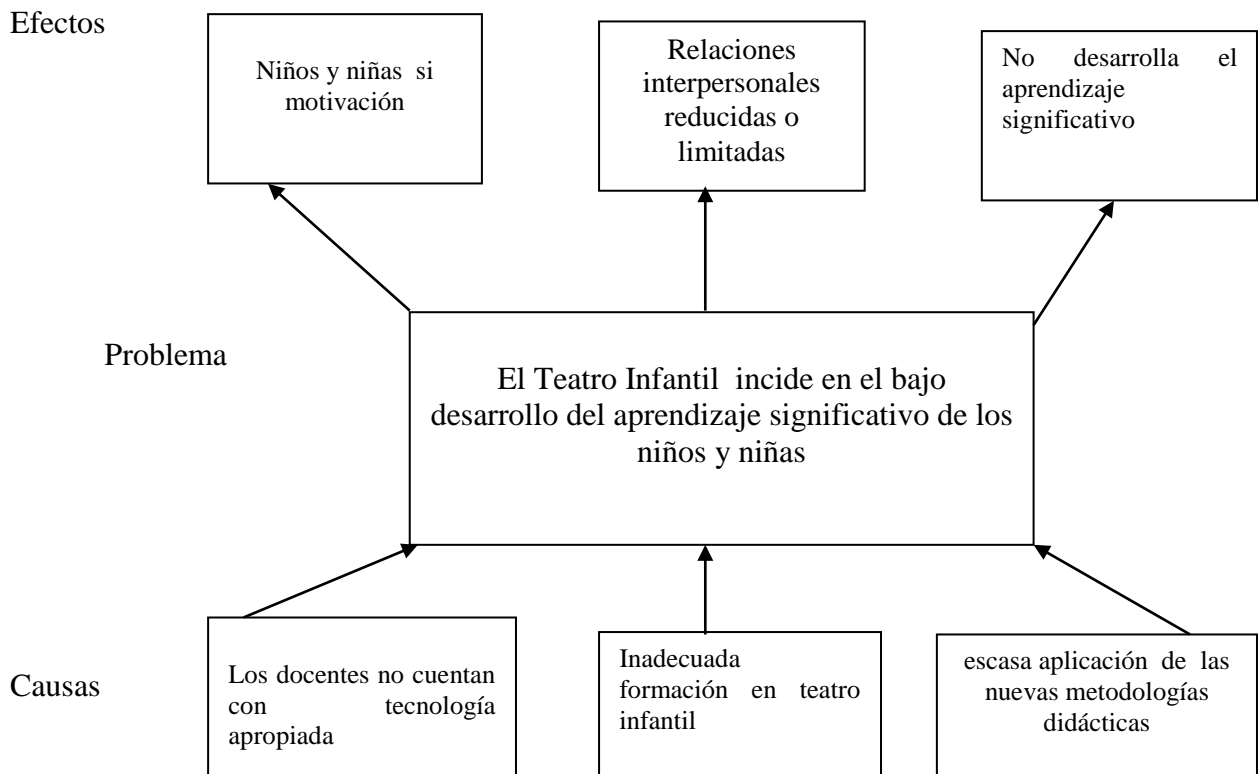 Efectos
Niños y niñas si
motivación
Relaciones
interpersonales
reducidas o
limitadas
No desarrolla el
aprendizaje
significativo
Problema
El Teatro Infantil incide en el bajo
desarrollo del aprendizaje significativo de los
niños y niñas
Causas
Los docentes no cuentan
con tecnología
apropiada
Inadecuada
formación en teatro
infantil
escasa aplicación de las
nuevas metodologías
didácticas